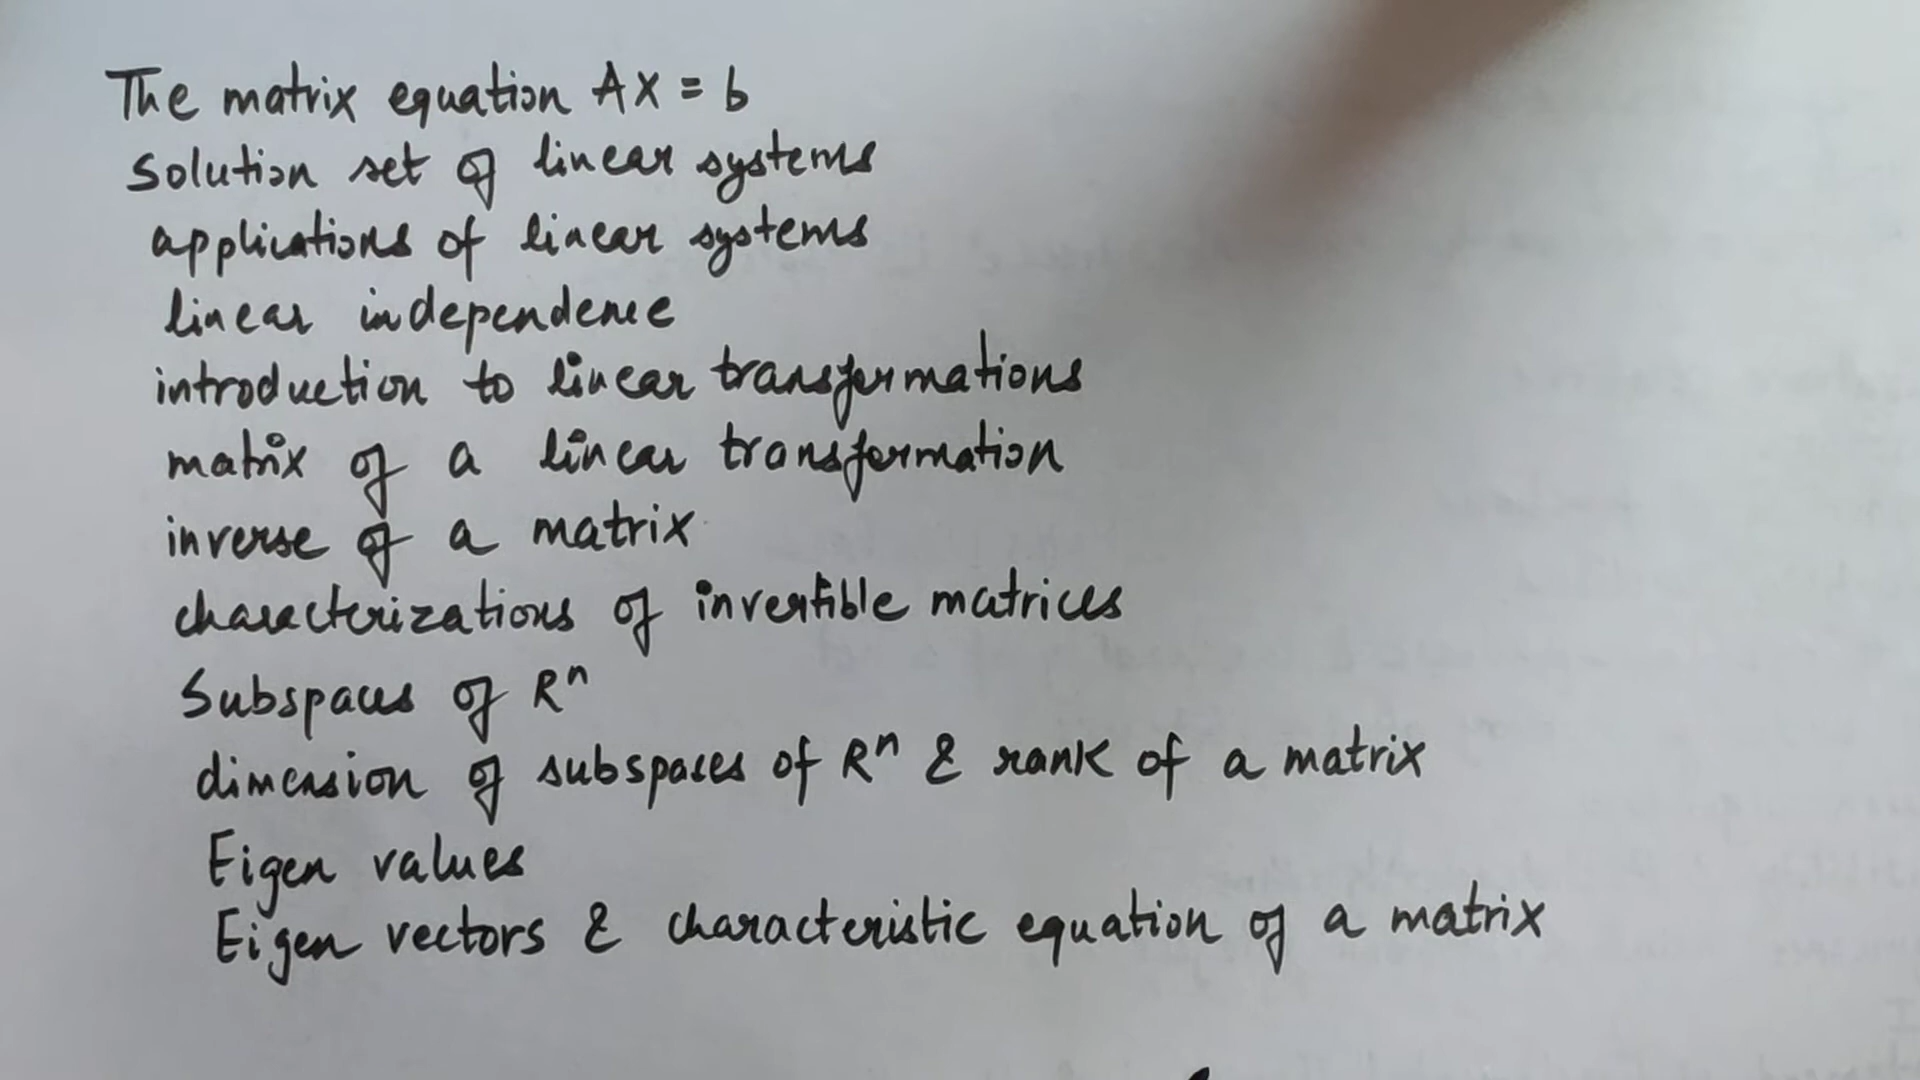 The matrix equation AX = b
Solution set of linear systems
applications of linear systems
linear independence
introduction to linear transformations
matrix of a linear transformation
inverse of a matrix
characterizations of invertible matrices
Subspaces of Rⁿ
dimension of subspaces of Rⁿ & rank of a matrix
Eigen values
Eigen vectors & characteristic equation of a matrix